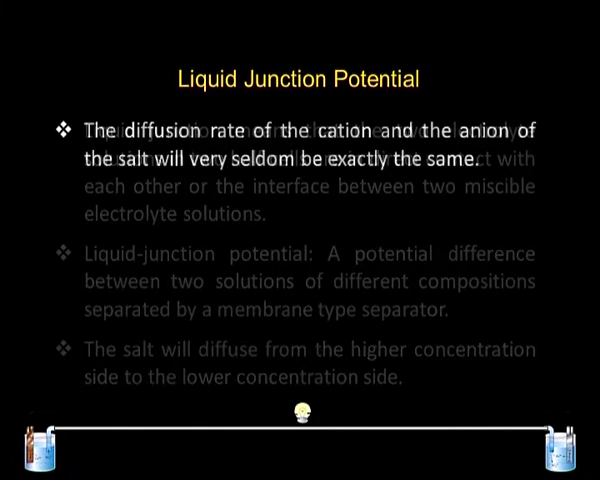 Liquid Junction Potential
❖ The diffusion rate of the cation and the anion of
the salt will very seldom be exactly the same.
each other or the interface between two miscible
electrolyte solutions.
❖ Liquid-junction potential: A potential difference
between two solutions of different compositions
separated by a membrane type separator.
❖ The salt will diffuse from the higher concentration
side to the lower concentration side.